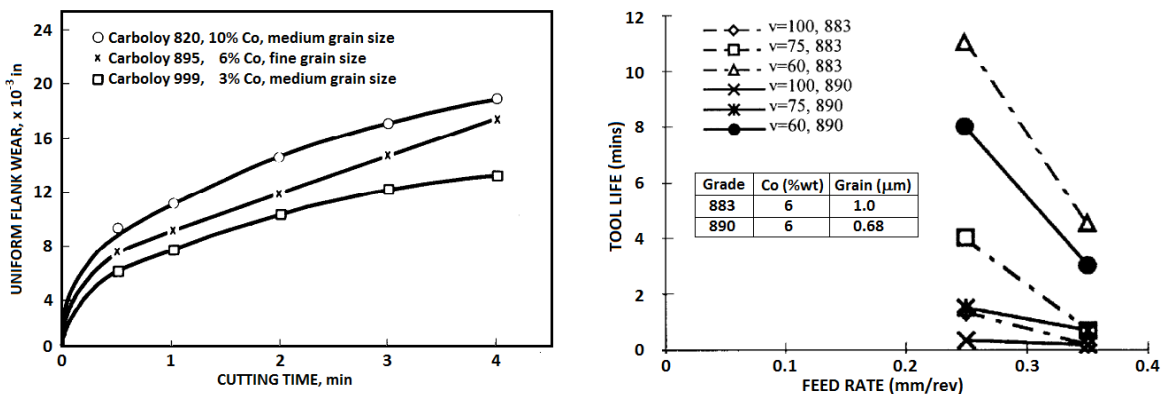 24
20
16
12
8
4
0
UNIFORM FLANK WEAR, x 10⁻³ in
Carboloy 820, 10% Co, medium grain size
Carboloy 895, 6% Co, fine grain size
Carboloy 999, 3% Co, medium grain size
0 1 2 3 4
CUTTING TIME, min
12
10
8
6
4
2
0
TOOL LIFE (mins)
v=100, 883
v=75, 883
v=60, 883
v=100, 890
v=75, 890
v=60, 890
Grade Co (%wt) Grain (μm)
883 6 1.0
890 6 0.68
0 0.1 0.2 0.3 0.4
FEED RATE (mm/rev)